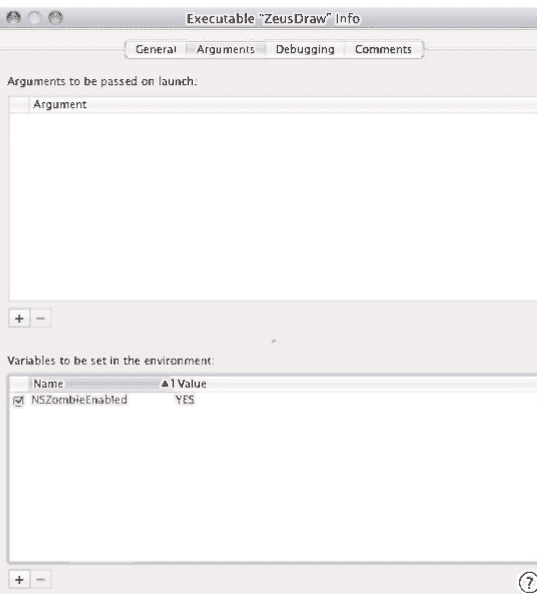 Executable "ZeusDraw" Info
General Arguments Debugging Comments
Arguments to be passed on launch:
Argument
+ −
Variables to be set in the environment:
Name ▲1 Value
NSZombieEnabled YES
+ −
?